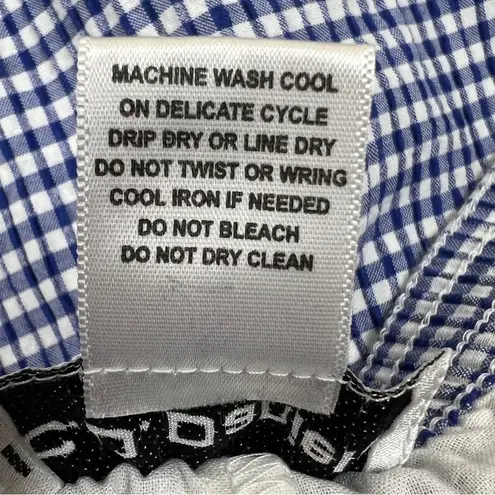 MACHINE WASH COOL
ON DELICATE CYCLE
DRIP DRY OR LINE DRY
DO NOT TWIST OR WRING
COOL IRON IF NEEDED
DO NOT BLEACH
DO NOT DRY CLEAN